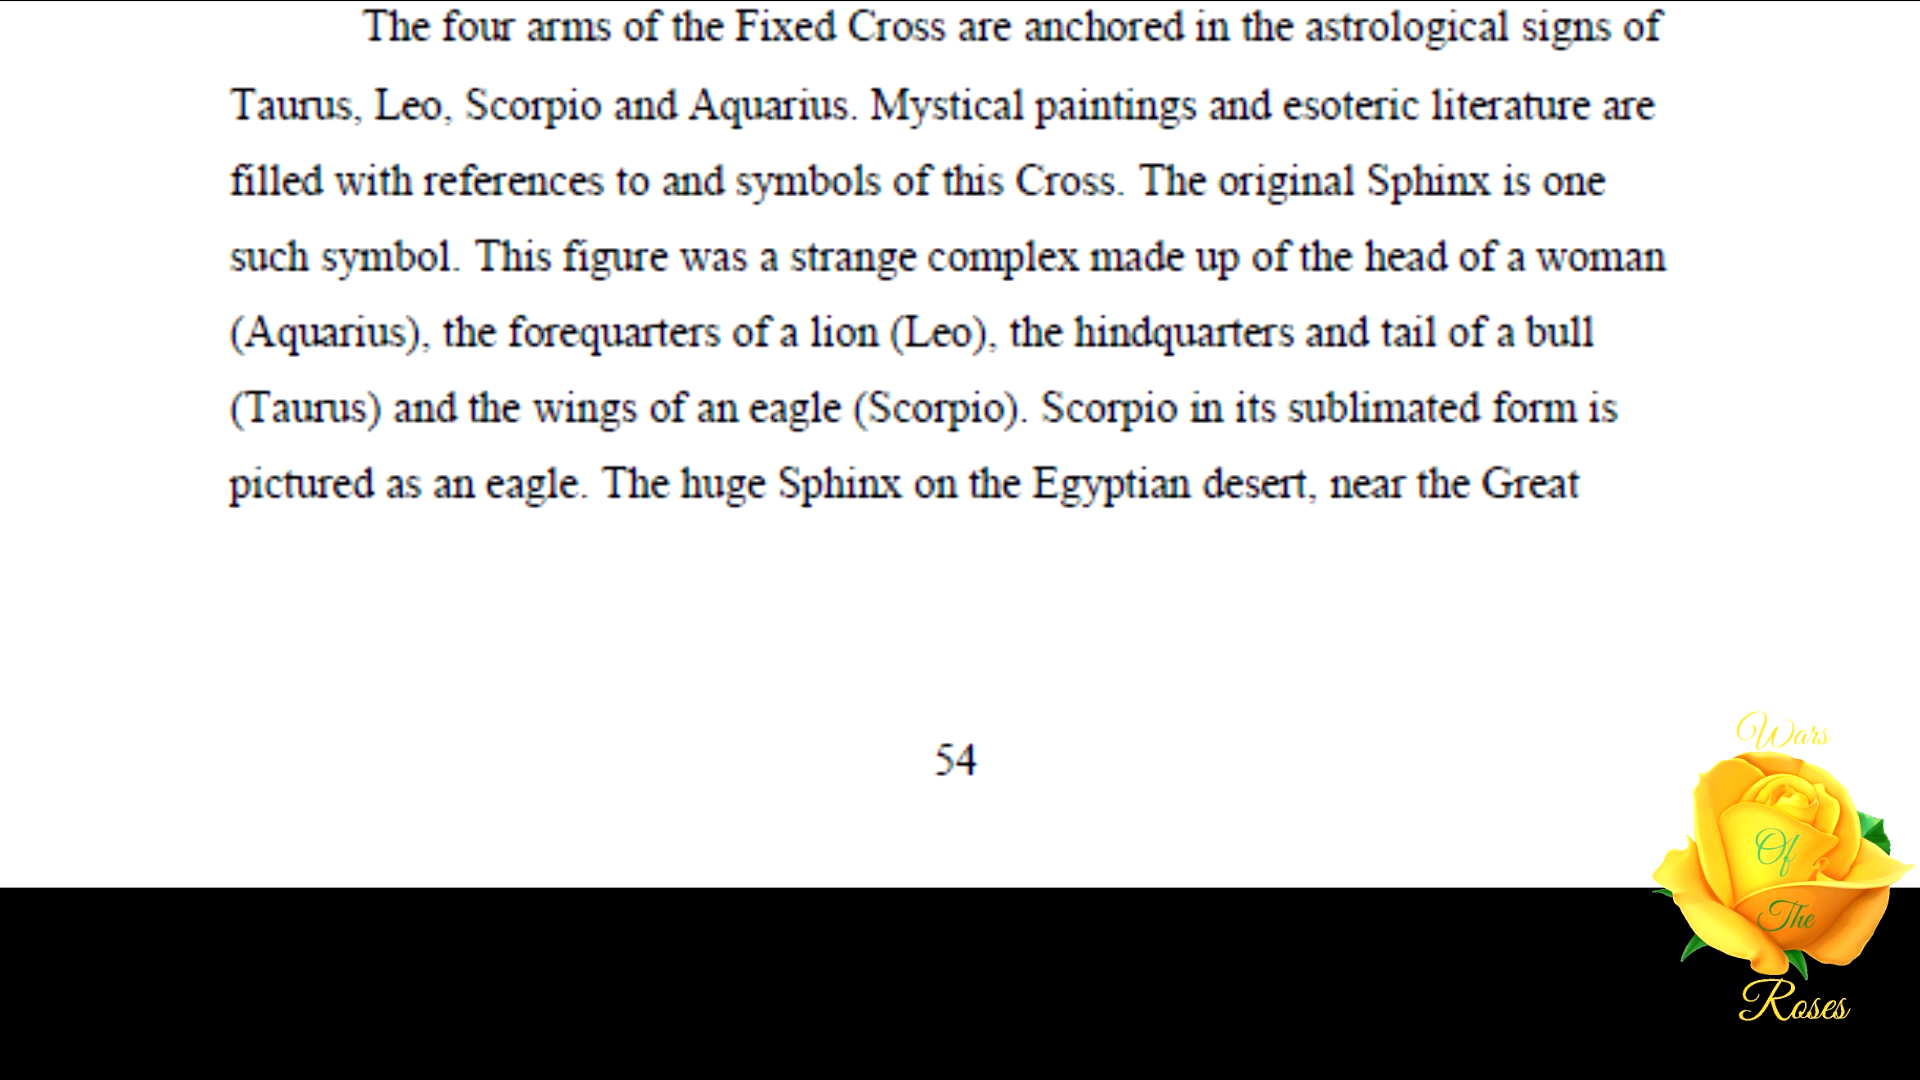 The four arms of the Fixed Cross are anchored in the astrological signs of
Taurus, Leo, Scorpio and Aquarius. Mystical paintings and esoteric literature are
filled with references to and symbols of this Cross. The original Sphinx is one
such symbol. This figure was a strange complex made up of the head of a woman
(Aquarius), the forequarters of a lion (Leo), the hindquarters and tail of a bull
(Taurus) and the wings of an eagle (Scorpio). Scorpio in its sublimated form is
pictured as an eagle. The huge Sphinx on the Egyptian desert, near the Great
54
Wars
Of
The
Roses